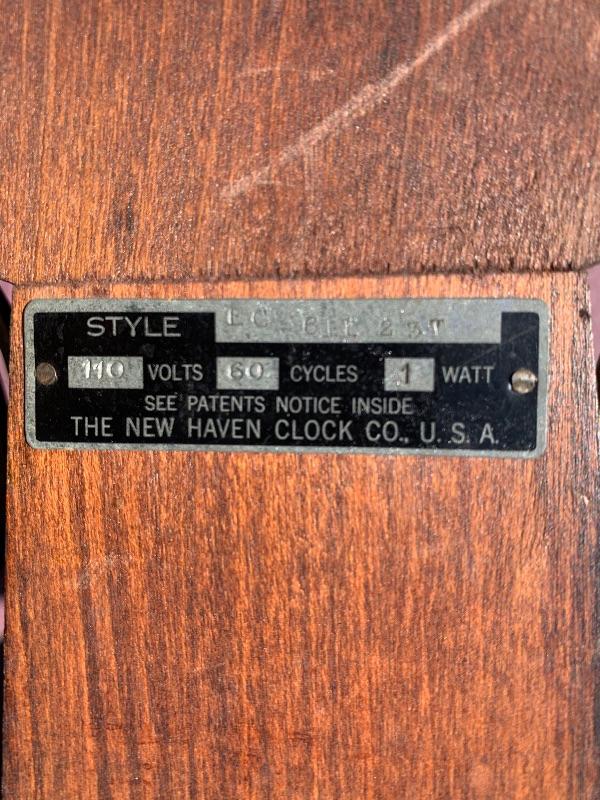 STYLE
110 VOLTS 60 CYCLES 1 WATT
SEE PATENTS NOTICE INSIDE
THE NEW HAVEN CLOCK CO., U. S. A.